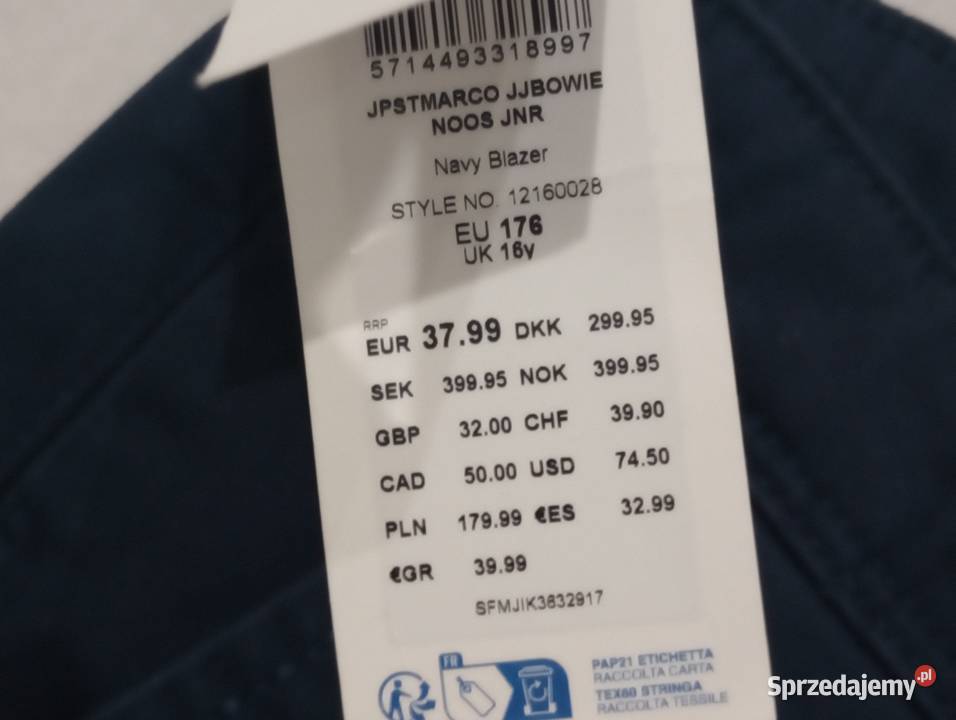 5714493318997
JPSTMARCO JJBOWIE
NOOS JNR
Navy Blazer
STYLE NO. 12160028
EU 176
UK 16y
RRP
EUR 37.99 DKK 299.95
SEK 399.95 NOK 399.95
GBP 32.00 CHF 39.90
CAD 50.00 USD 74.50
PLN 179.99 €ES 32.99
€GR 39.99
SFMJIK3632917
FR
PAP21 ETICHETTA
RACCOLTA CARTA
TEX60 STRINGA
RACCOLTA TESSILE
Sprzedajemy.pl